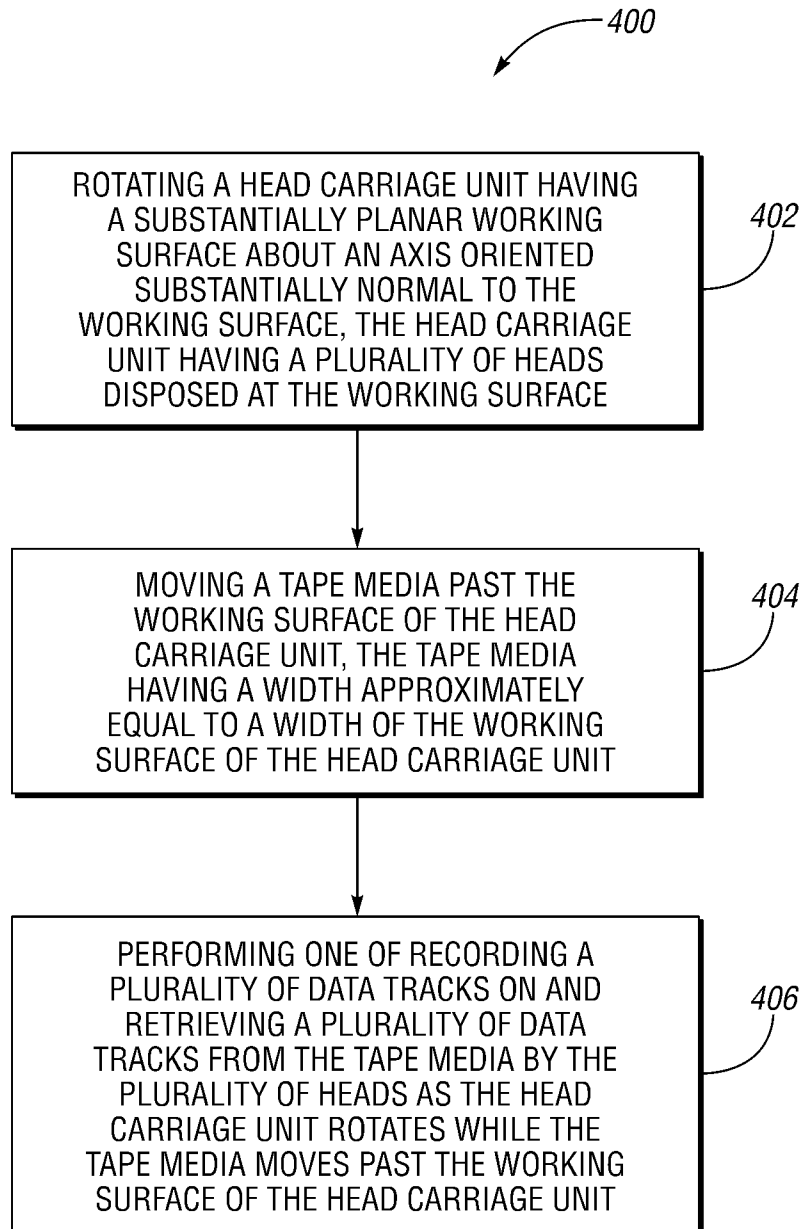 400
ROTATING A HEAD CARRIAGE UNIT HAVING
A SUBSTANTIALLY PLANAR WORKING
SURFACE ABOUT AN AXIS ORIENTED
SUBSTANTIALLY NORMAL TO THE
WORKING SURFACE, THE HEAD CARRIAGE
UNIT HAVING A PLURALITY OF HEADS
DISPOSED AT THE WORKING SURFACE
402
MOVING A TAPE MEDIA PAST THE
WORKING SURFACE OF THE HEAD
CARRIAGE UNIT, THE TAPE MEDIA
HAVING A WIDTH APPROXIMATELY
EQUAL TO A WIDTH OF THE WORKING
SURFACE OF THE HEAD CARRIAGE UNIT
404
PERFORMING ONE OF RECORDING A
PLURALITY OF DATA TRACKS ON AND
RETRIEVING A PLURALITY OF DATA
TRACKS FROM THE TAPE MEDIA BY THE
PLURALITY OF HEADS AS THE HEAD
CARRIAGE UNIT ROTATES WHILE THE
TAPE MEDIA MOVES PAST THE WORKING
SURFACE OF THE HEAD CARRIAGE UNIT
406